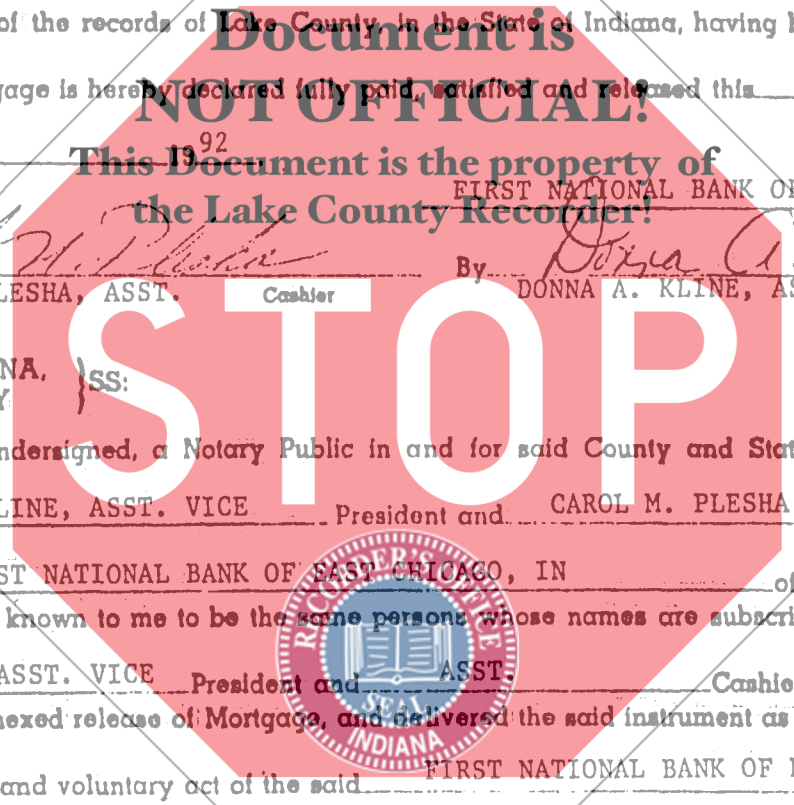 of the records of Lake County, in the State of Indiana, having
Document is
gage is hereby declared fully paid, satisfied and released this
NOT OFFICIAL!
19 92
This Document is the property of
FIRST NATIONAL BANK OF
the Lake County Recorder!
By Donna A
PLESHA, ASST. Cashier DONNA A. KLINE,
STOP
NA,
Y
SS:
ndersigned, a Notary Public in and for said County and Stat
LINE, ASST. VICE President and CAROL M. PLESHA
ST NATIONAL BANK OF EAST CHICAGO, IN of
known to me to be the same persons whose names are subscri
ASST. VICE President and ASST. Cashie
nexed release of Mortgage, and delivered the said instrument as
and voluntary act of the said FIRST NATIONAL BANK OF
RECORDER'S OFFICE
SEAL
INDIANA